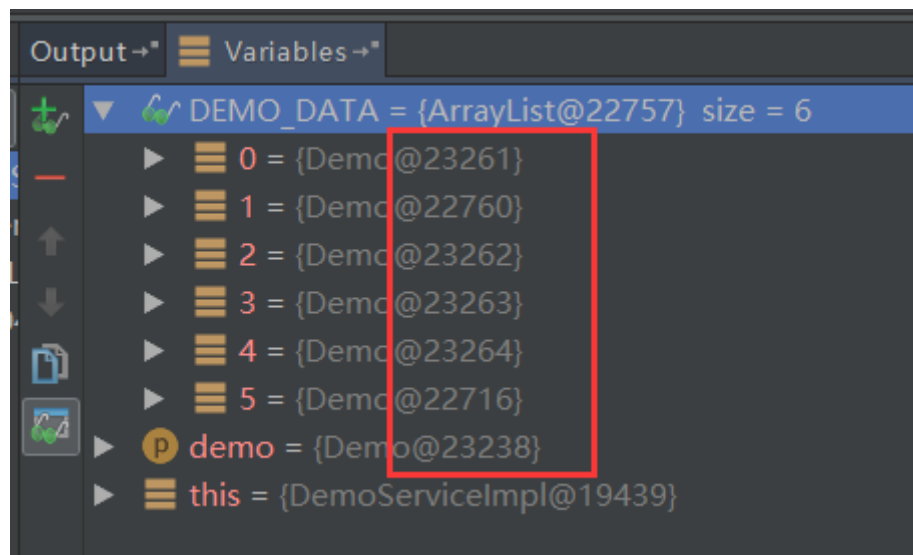 Output Variables
DEMO_DATA = {ArrayList@22757} size = 6
0 = {Demo@23261}
1 = {Demo@22760}
2 = {Demo@23262}
3 = {Demo@23263}
4 = {Demo@23264}
5 = {Demo@22716}
p demo = {Demo@23238}
this = {DemoServiceImpl@19439}